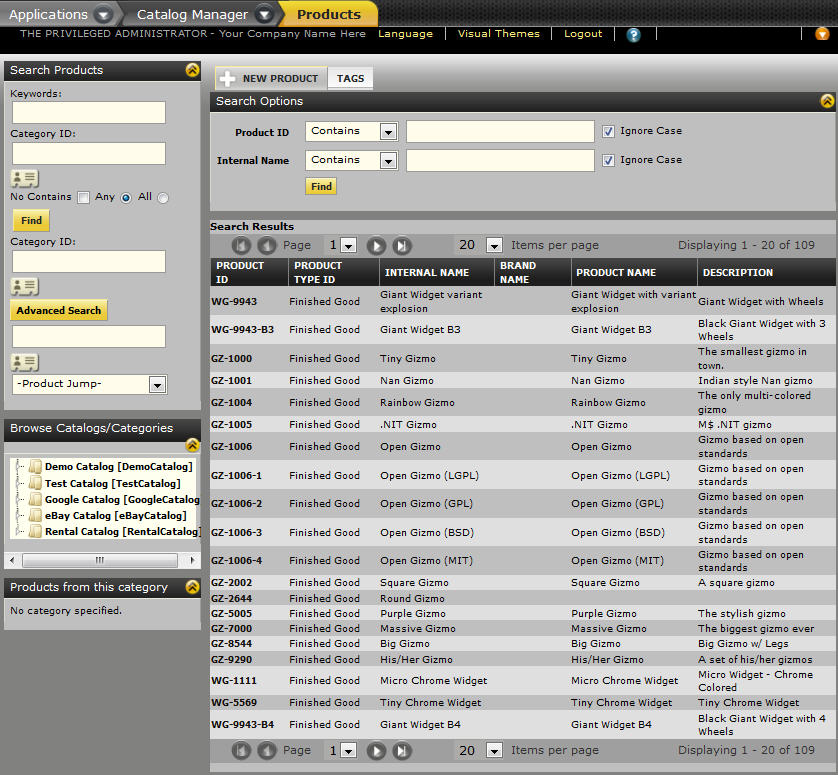 Applications Catalog Manager Products
THE PRIVILEGED ADMINISTRATOR - Your Company Name Here Language Visual Themes Logout ?
Search Products
Keywords:
Category ID:
No Contains Any All
Find
Category ID:
Advanced Search
-Product Jump-
Browse Catalogs/Categories
Demo Catalog [DemoCatalog]
Test Catalog [TestCatalog]
Google Catalog [GoogleCatalog
eBay Catalog [eBayCatalog]
Rental Catalog [RentalCatalog]
Products from this category
No category specified.
NEW PRODUCT TAGS
Search Options
Product ID Contains Ignore Case
Internal Name Contains Ignore Case
Find
Search Results
Page 1 20 Items per page Displaying 1 - 20 of 109
PRODUCT ID PRODUCT TYPE ID INTERNAL NAME BRAND NAME PRODUCT NAME DESCRIPTION
WG-9943 Finished Good Giant Widget variant explosion Giant Widget with variant explosion Giant Widget with Wheels
WG-9943-B3 Finished Good Giant Widget B3 Giant Widget B3 Black Giant Widget with 3 Wheels
GZ-1000 Finished Good Tiny Gizmo Tiny Gizmo The smallest gizmo in town.
GZ-1001 Finished Good Nan Gizmo Nan Gizmo Indian style Nan gizmo
GZ-1004 Finished Good Rainbow Gizmo Rainbow Gizmo The only multi-colored gizmo
GZ-1005 Finished Good .NIT Gizmo .NIT Gizmo M$ .NIT gizmo
GZ-1006 Finished Good Open Gizmo Open Gizmo Gizmo based on open standards
GZ-1006-1 Finished Good Open Gizmo (LGPL) Open Gizmo (LGPL) Gizmo based on open standards
GZ-1006-2 Finished Good Open Gizmo (GPL) Open Gizmo (GPL) Gizmo based on open standards
GZ-1006-3 Finished Good Open Gizmo (BSD) Open Gizmo (BSD) Gizmo based on open standards
GZ-1006-4 Finished Good Open Gizmo (MIT) Open Gizmo (MIT) Gizmo based on open standards
GZ-2002 Finished Good Square Gizmo Square Gizmo A square gizmo
GZ-2644 Finished Good Round Gizmo
GZ-5005 Finished Good Purple Gizmo Purple Gizmo The stylish gizmo
GZ-7000 Finished Good Massive Gizmo Massive Gizmo The biggest gizmo ever
GZ-8544 Finished Good Big Gizmo Big Gizmo Big Gizmo w/ Legs
GZ-9290 Finished Good His/Her Gizmo His/Her Gizmo A set of his/her gizmos
WG-1111 Finished Good Micro Chrome Widget Micro Chrome Widget Micro Widget - Chrome Colored
WG-5569 Finished Good Tiny Chrome Widget Tiny Chrome Widget Tiny Chrome Widget
WG-9943-B4 Finished Good Giant Widget B4 Giant Widget B4 Black Giant Widget with 4 Wheels
Page 1 20 Items per page Displaying 1 - 20 of 109